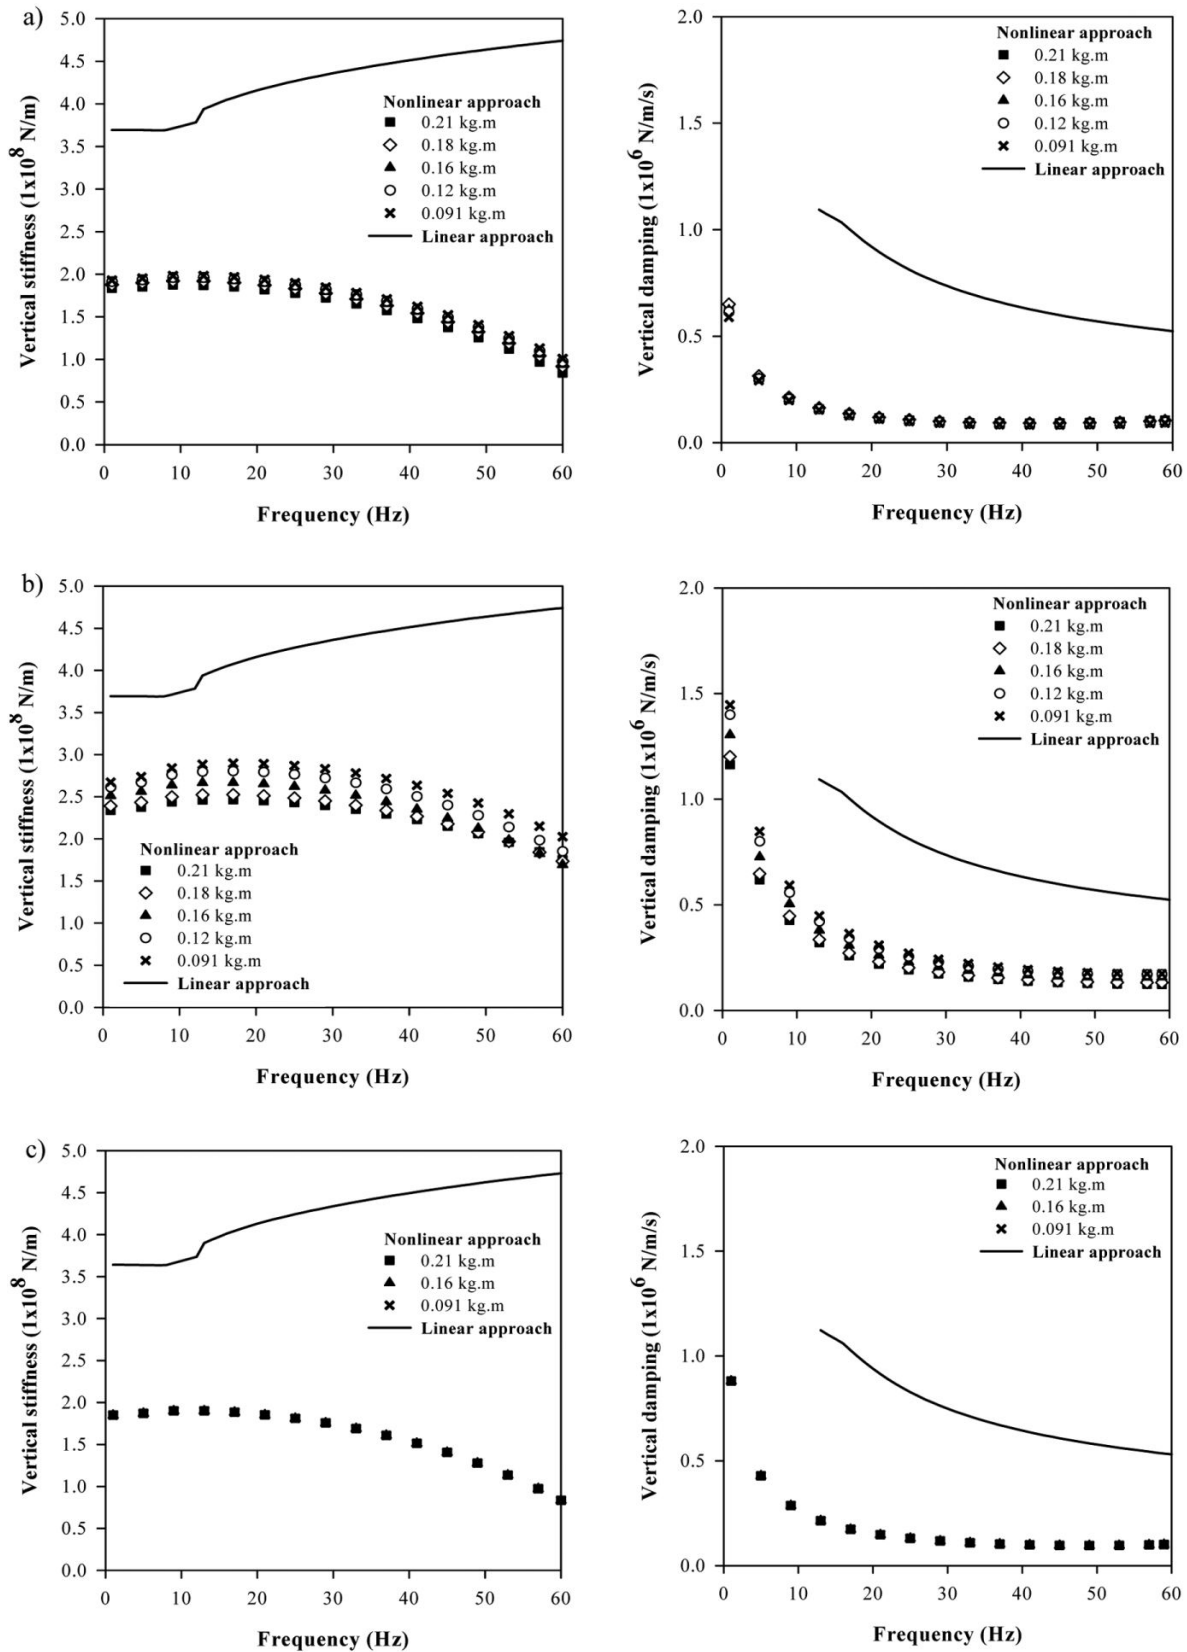 a)
Vertical stiffness (1x10⁸ N/m)
5.0
4.5
4.0
3.5
3.0
2.5
2.0
1.5
1.0
0.5
0.0
Nonlinear approach
0.21 kg.m
0.18 kg.m
0.16 kg.m
0.12 kg.m
0.091 kg.m
Linear approach
0 10 20 30 40 50 60
Frequency (Hz)
Vertical damping (1x10⁶ N/m/s)
2.0
1.5
1.0
0.5
0.0
Nonlinear approach
0.21 kg.m
0.18 kg.m
0.16 kg.m
0.12 kg.m
0.091 kg.m
Linear approach
0 10 20 30 40 50 60
Frequency (Hz)
b)
Vertical stiffness (1x10⁸ N/m)
5.0
4.5
4.0
3.5
3.0
2.5
2.0
1.5
1.0
0.5
0.0
Nonlinear approach
0.21 kg.m
0.18 kg.m
0.16 kg.m
0.12 kg.m
0.091 kg.m
Linear approach
0 10 20 30 40 50 60
Frequency (Hz)
Vertical damping (1x10⁶ N/m/s)
2.0
1.5
1.0
0.5
0.0
Nonlinear approach
0.21 kg.m
0.18 kg.m
0.16 kg.m
0.12 kg.m
0.091 kg.m
Linear approach
0 10 20 30 40 50 60
Frequency (Hz)
c)
Vertical stiffness (1x10⁸ N/m)
5.0
4.5
4.0
3.5
3.0
2.5
2.0
1.5
1.0
0.5
0.0
Nonlinear approach
0.21 kg.m
0.16 kg.m
0.091 kg.m
Linear approach
0 10 20 30 40 50 60
Frequency (Hz)
Vertical damping (1x10⁶ N/m/s)
2.0
1.5
1.0
0.5
0.0
Nonlinear approach
0.21 kg.m
0.16 kg.m
0.091 kg.m
Linear approach
0 10 20 30 40 50 60
Frequency (Hz)